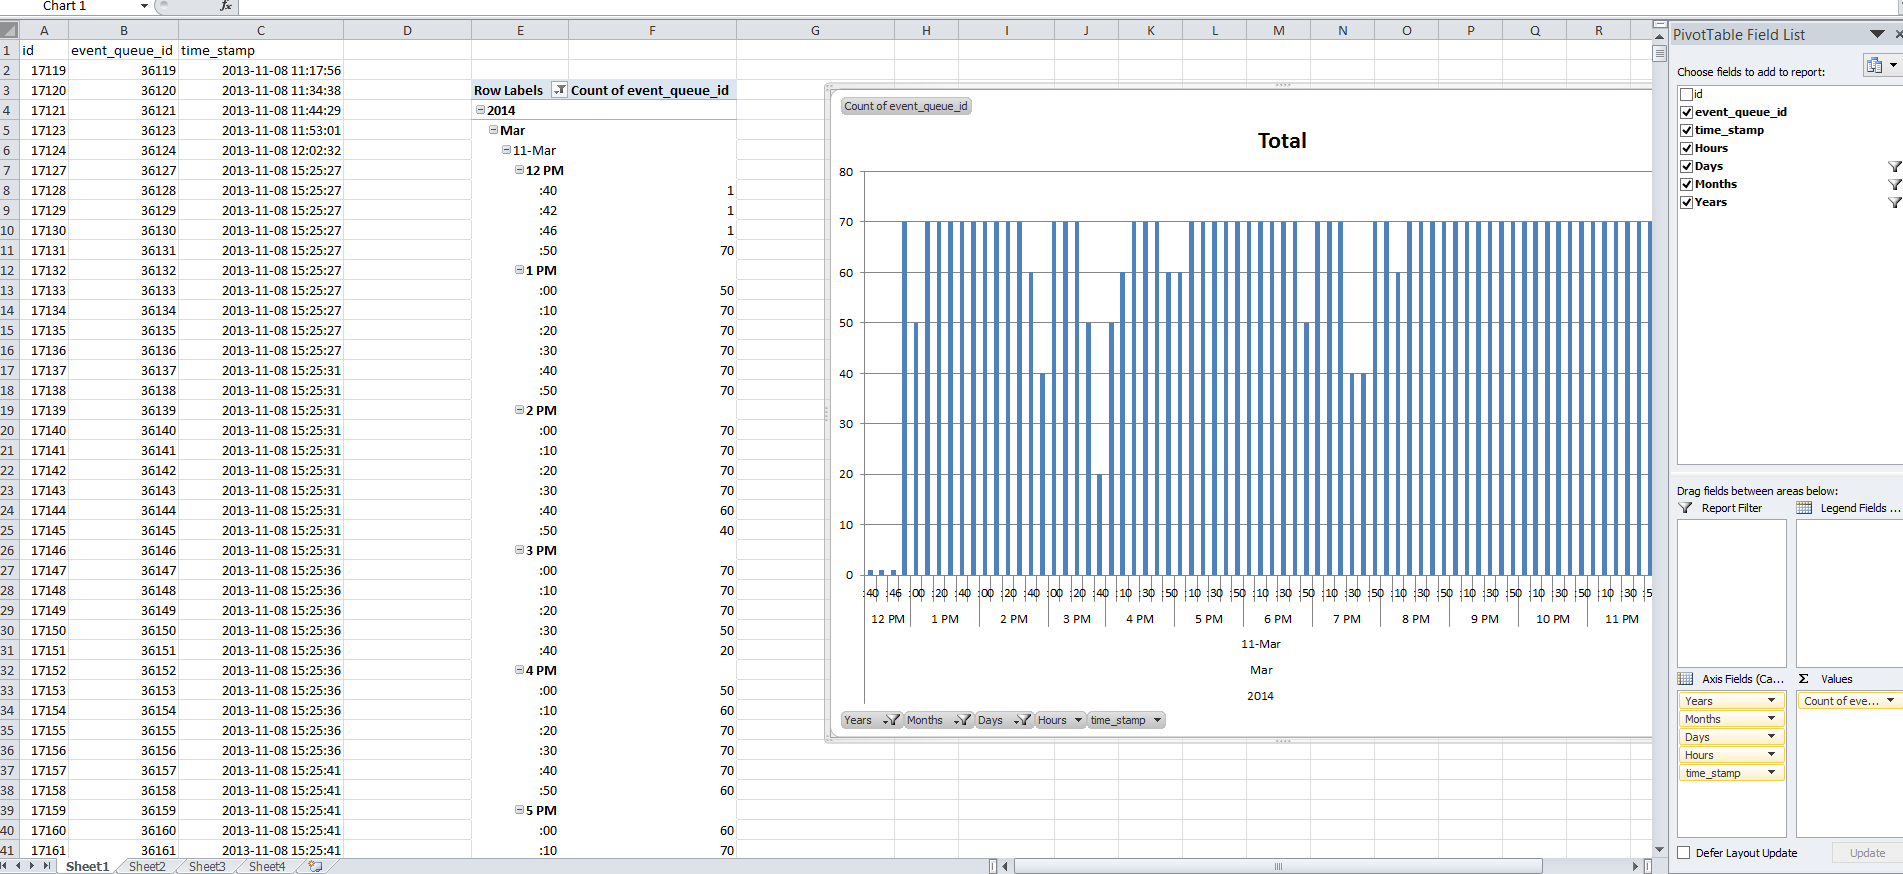 Chart 1 fx
A B C D E F G H I J K L M N O P Q R
1 id event_queue_id time_stamp
2 17119 36119 2013-11-08 11:17:56
3 17120 36120 2013-11-08 11:34:38 Row Labels Count of event_queue_id
4 17121 36121 2013-11-08 11:44:29 2014
5 17123 36123 2013-11-08 11:53:01 Mar
6 17124 36124 2013-11-08 12:02:32 11-Mar
7 17127 36127 2013-11-08 15:25:27 12 PM
8 17128 36128 2013-11-08 15:25:27 :40 1
9 17129 36129 2013-11-08 15:25:27 :42 1
10 17130 36130 2013-11-08 15:25:27 :46 1
11 17131 36131 2013-11-08 15:25:27 :50 70
12 17132 36132 2013-11-08 15:25:27 1 PM
13 17133 36133 2013-11-08 15:25:27 :00 50
14 17134 36134 2013-11-08 15:25:27 :10 70
15 17135 36135 2013-11-08 15:25:27 :20 70
16 17136 36136 2013-11-08 15:25:27 :30 70
17 17137 36137 2013-11-08 15:25:31 :40 70
18 17138 36138 2013-11-08 15:25:31 :50 70
19 17139 36139 2013-11-08 15:25:31 2 PM
20 17140 36140 2013-11-08 15:25:31 :00 70
21 17141 36141 2013-11-08 15:25:31 :10 70
22 17142 36142 2013-11-08 15:25:31 :20 70
23 17143 36143 2013-11-08 15:25:31 :30 70
24 17144 36144 2013-11-08 15:25:31 :40 60
25 17145 36145 2013-11-08 15:25:31 :50 40
26 17146 36146 2013-11-08 15:25:31 3 PM
27 17147 36147 2013-11-08 15:25:36 :00 70
28 17148 36148 2013-11-08 15:25:36 :10 70
29 17149 36149 2013-11-08 15:25:36 :20 70
30 17150 36150 2013-11-08 15:25:36 :30 50
31 17151 36151 2013-11-08 15:25:36 :40 20
32 17152 36152 2013-11-08 15:25:36 4 PM
33 17153 36153 2013-11-08 15:25:36 :00 50
34 17154 36154 2013-11-08 15:25:36 :10 60
35 17155 36155 2013-11-08 15:25:36 :20 70
36 17156 36156 2013-11-08 15:25:36 :30 70
37 17157 36157 2013-11-08 15:25:41 :40 70
38 17158 36158 2013-11-08 15:25:41 :50 60
39 17159 36159 2013-11-08 15:25:41 5 PM
40 17160 36160 2013-11-08 15:25:41 :00 60
41 17161 36161 2013-11-08 15:25:41 :10 70
Sheet1 Sheet2 Sheet3 Sheet4
Count of event_queue_id
Total
80
70
60
50
40
30
20
10
0
:40 :46 :00 :20 :40 :00 :20 :40 :00 :20 :40 :10 :30 :50 :10 :30 :50 :10 :30 :50 :10 :30 :50 :10 :30 :50 :10 :30 :50 :10 :30 :50 :10 :30
12 PM 1 PM 2 PM 3 PM 4 PM 5 PM 6 PM 7 PM 8 PM 9 PM 10 PM 11 PM
11-Mar
Mar
2014
Years Months Days Hours time_stamp
PivotTable Field List
Choose fields to add to report:
id
event_queue_id
time_stamp
Hours
Days
Months
Years
Drag fields between areas below:
Report Filter Legend Fields ...
Axis Fields (Ca... Σ Values
Years Count of eve...
Months
Days
Hours
time_stamp
Defer Layout Update Update